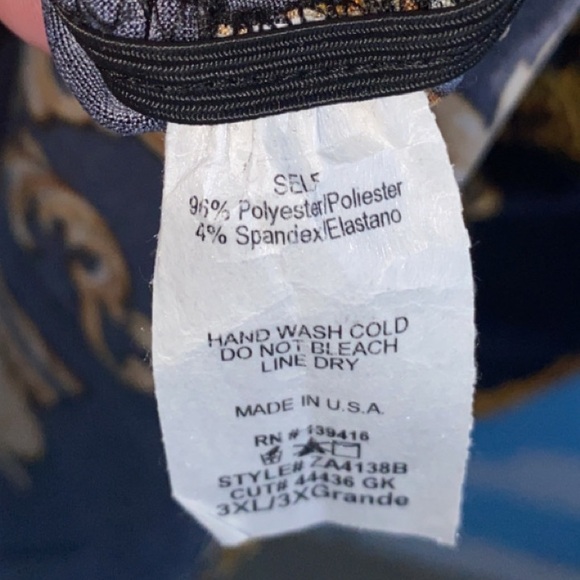 SELF
96% Polyester/Poliester
4% Spandex/Elastano
HAND WASH COLD
DO NOT BLEACH
LINE DRY
MADE IN U.S.A.
RN # 139416
STYLE# ZA4138B
CUT# 44436 GK
3XL/3XGrande